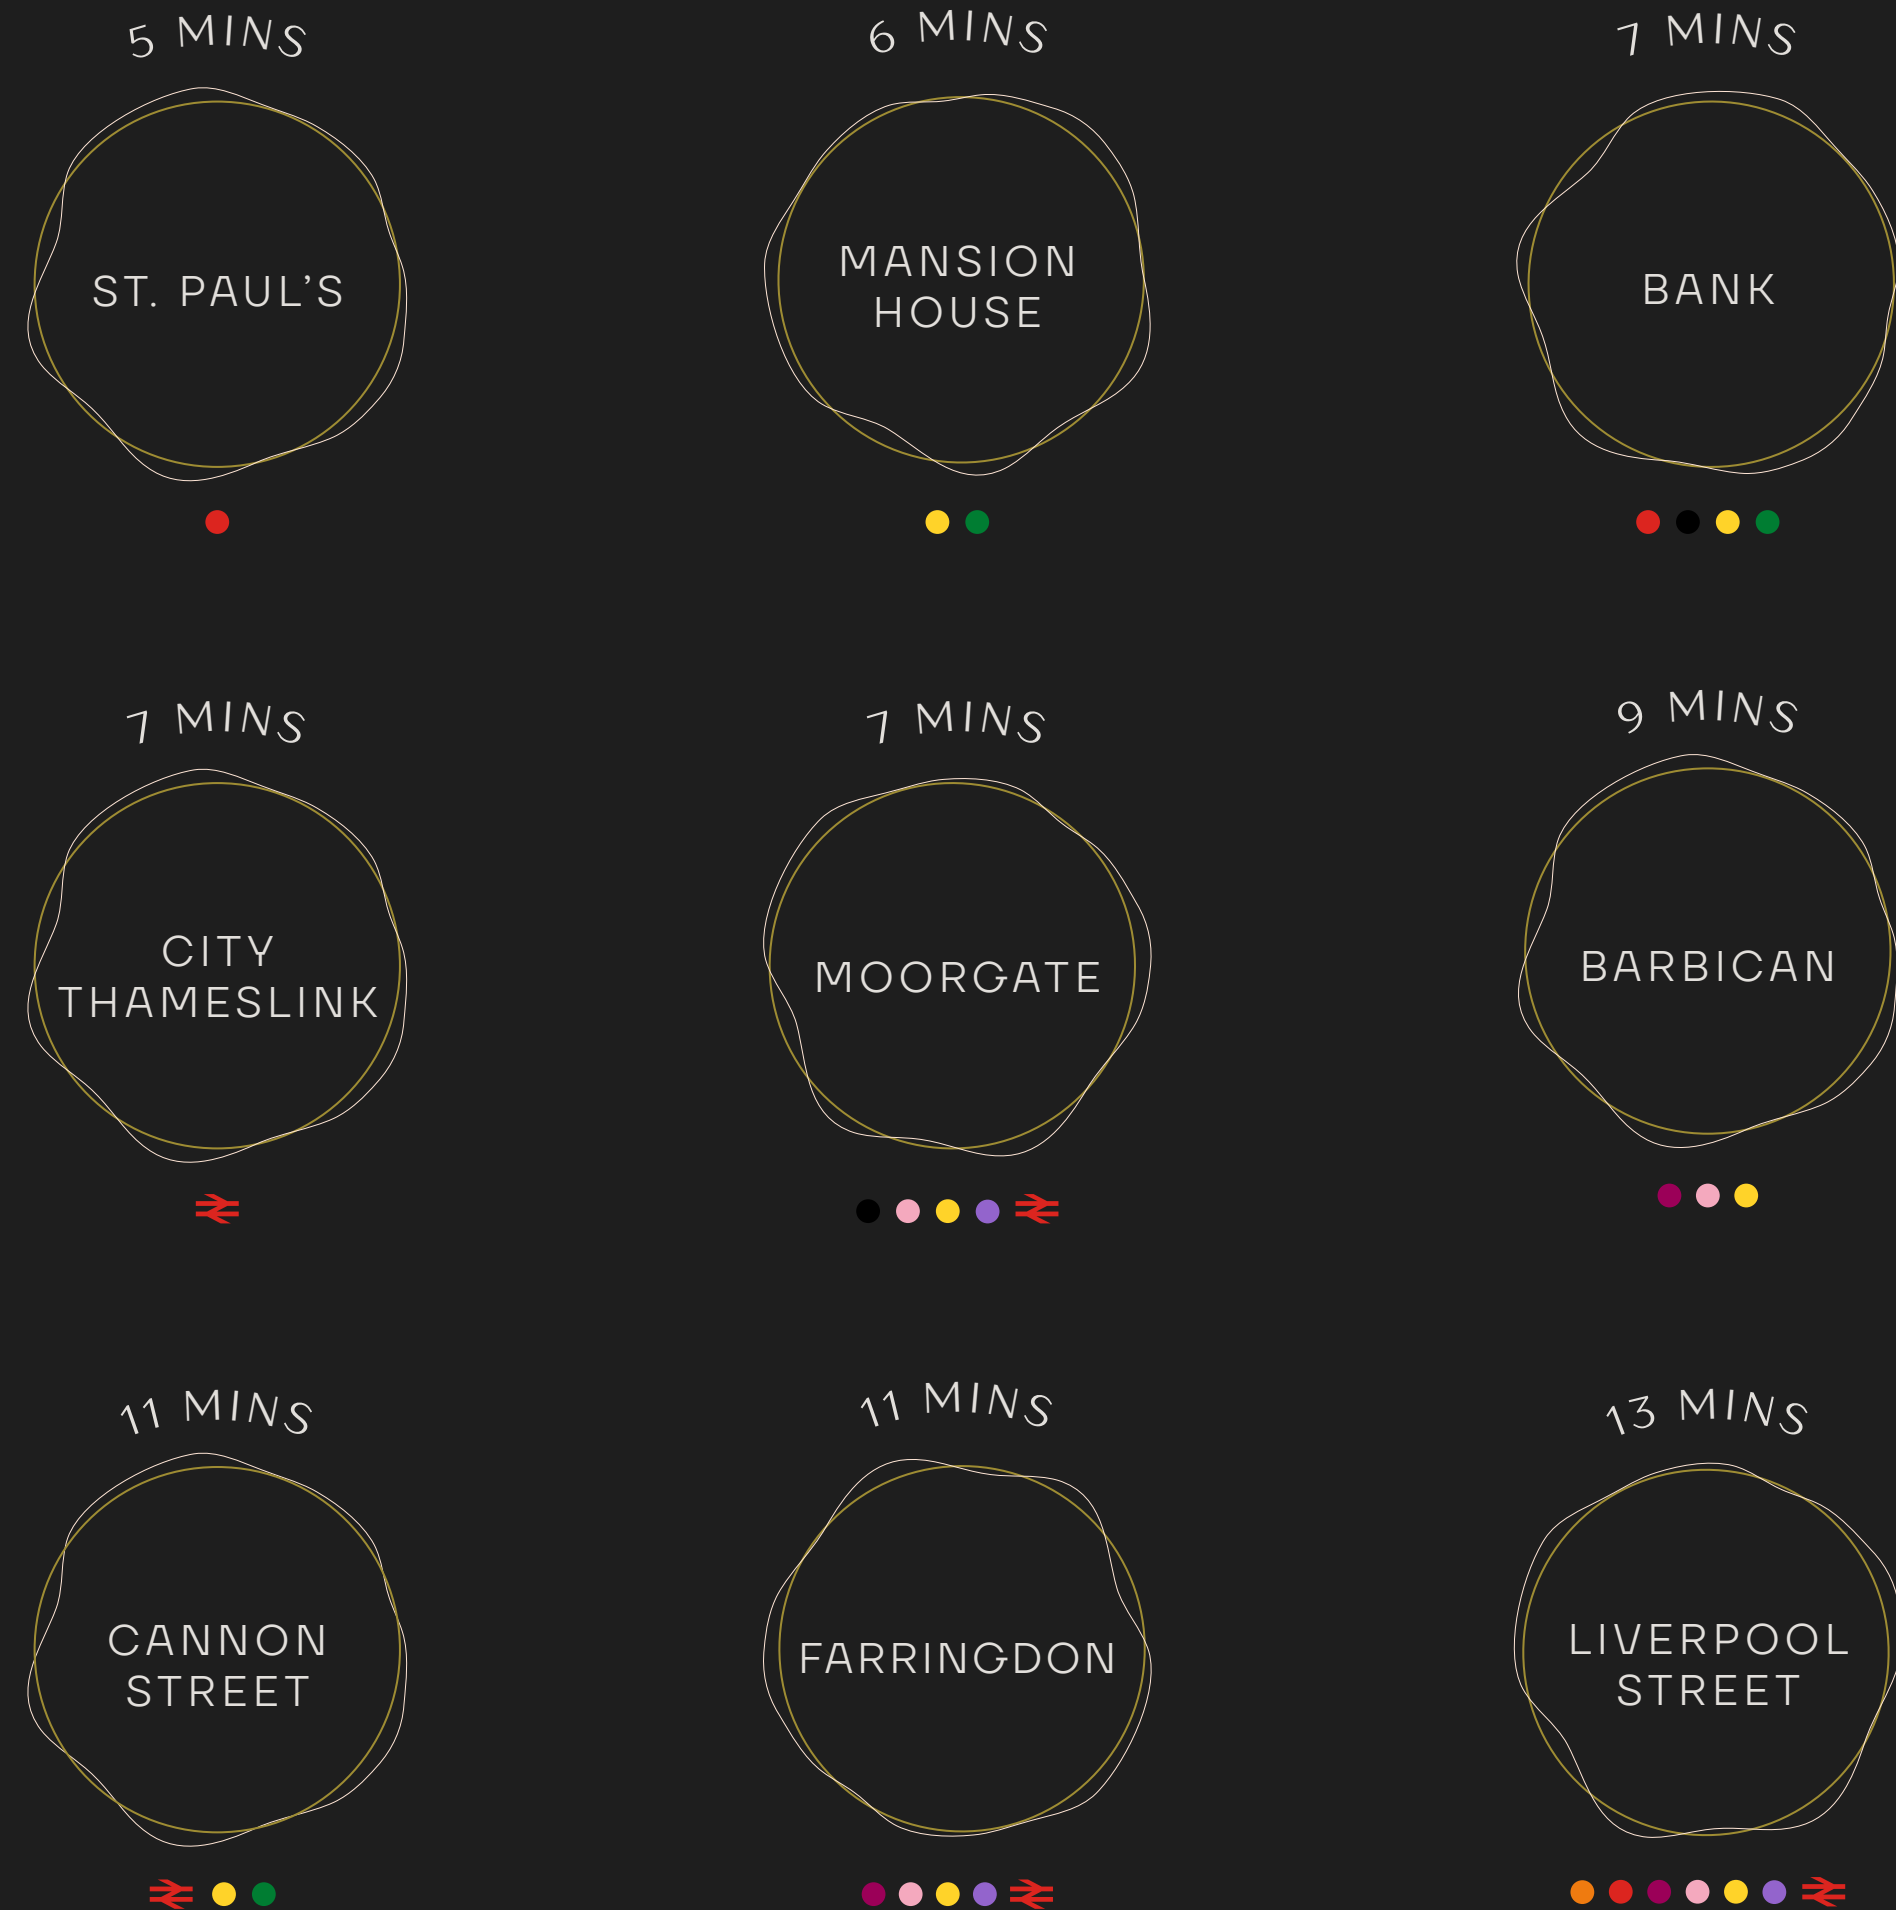 5 MINS
6 MINS
7 MINS
ST. PAUL’S
MANSION
HOUSE
BANK
7 MINS
7 MINS
9 MINS
CITY
THAMESLINK
MOORGATE
BARBICAN
11 MINS
11 MINS
13 MINS
CANNON
STREET
FARRINGDON
LIVERPOOL
STREET